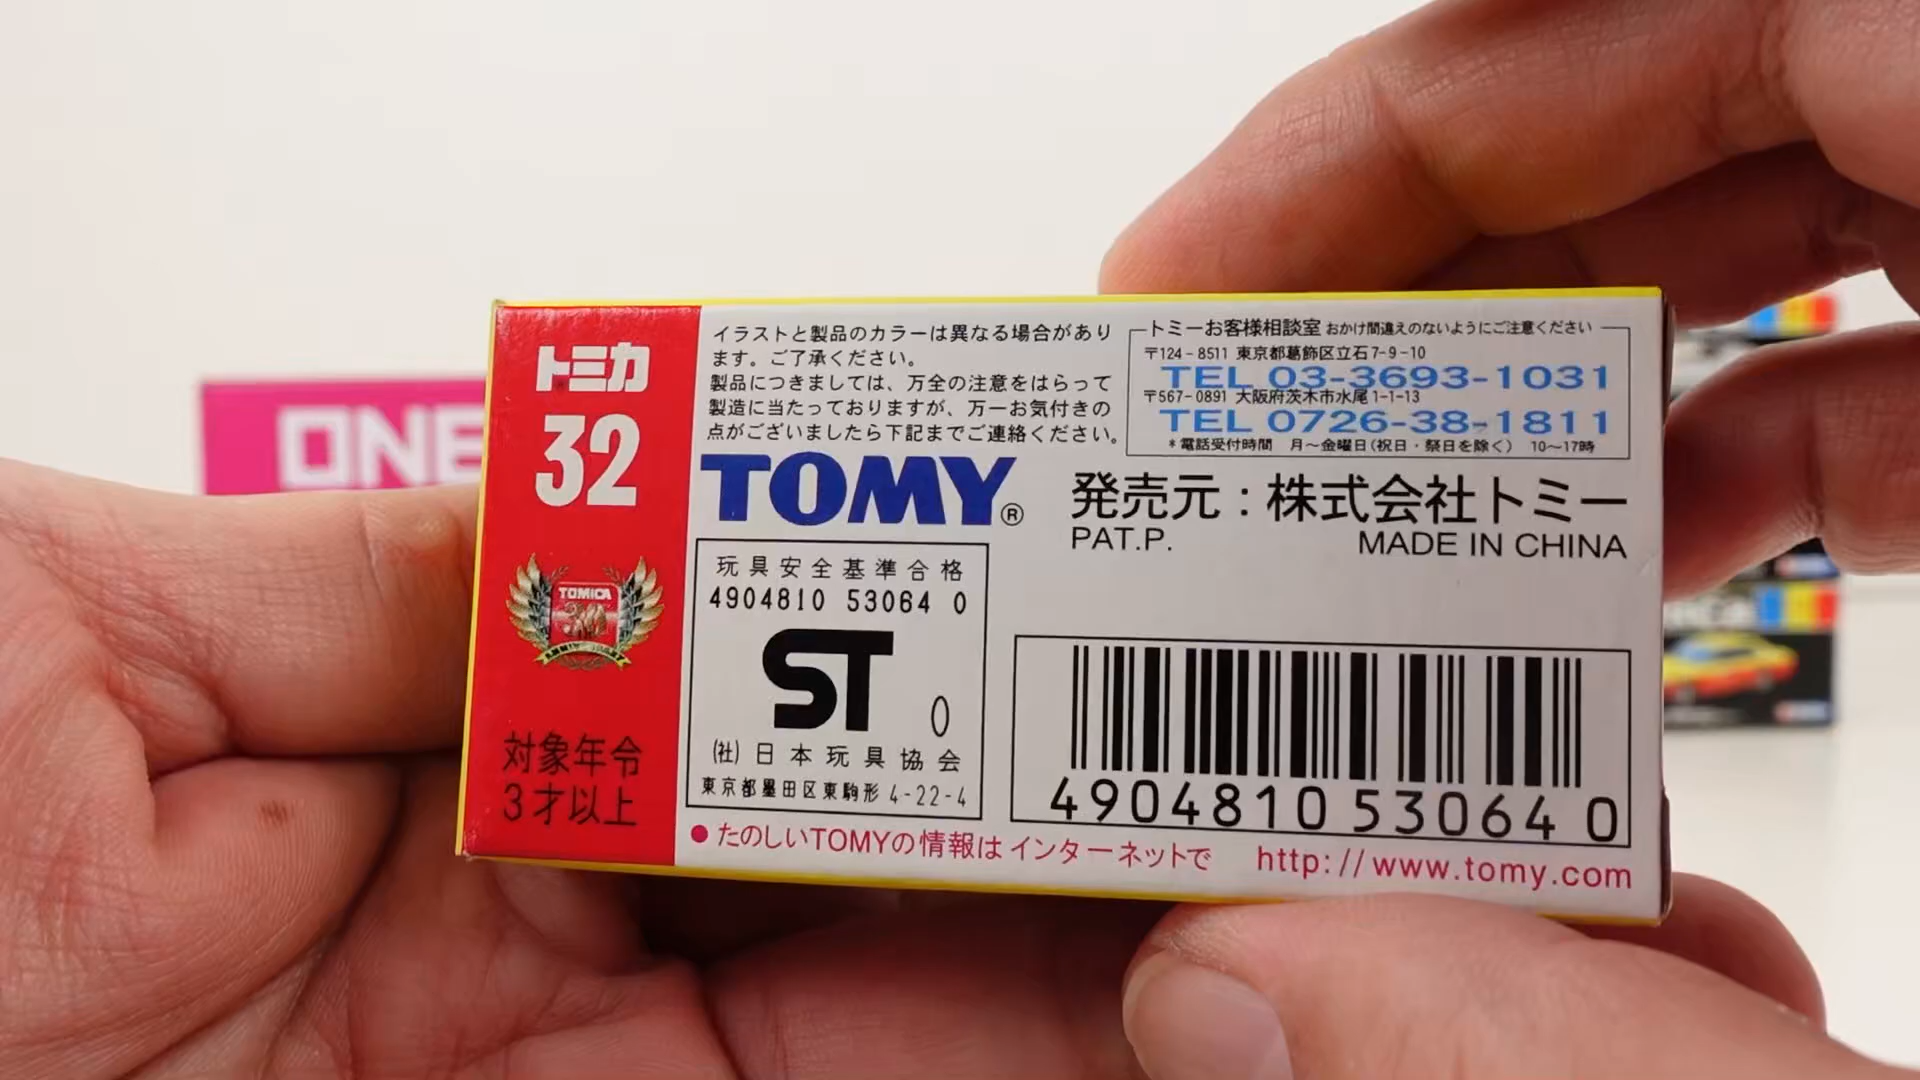 ONE
トミカ
32
TOMICA
30
対象年令
3才以上
イラストと製品のカラーは異なる場合があり
ます。ご了承ください。
製品につきましては、万全の注意をはらって
製造に当たっておりますが、万一お気付きの
点がございましたら下記までご連絡ください。
トミーお客様相談室 おかけ間違えのないようにご注意ください
〒124-8511 東京都葛飾区立石7-9-10
TEL 03-3693-1031
〒567-0891 大阪府茨木市水尾1-1-13
TEL 0726-38-1811
*電話受付時間 月~金曜日(祝日・祭日を除く) 10~17時
TOMY®
発売元:株式会社トミー
PAT.P.
MADE IN CHINA
玩具安全基準合格
4904810 53064 0
ST
0
(社)日本玩具協会
東京都墨田区東駒形 4-22-4
4904810 53064 0
●たのしいTOMYの情報はインターネットで http://www.tomy.com